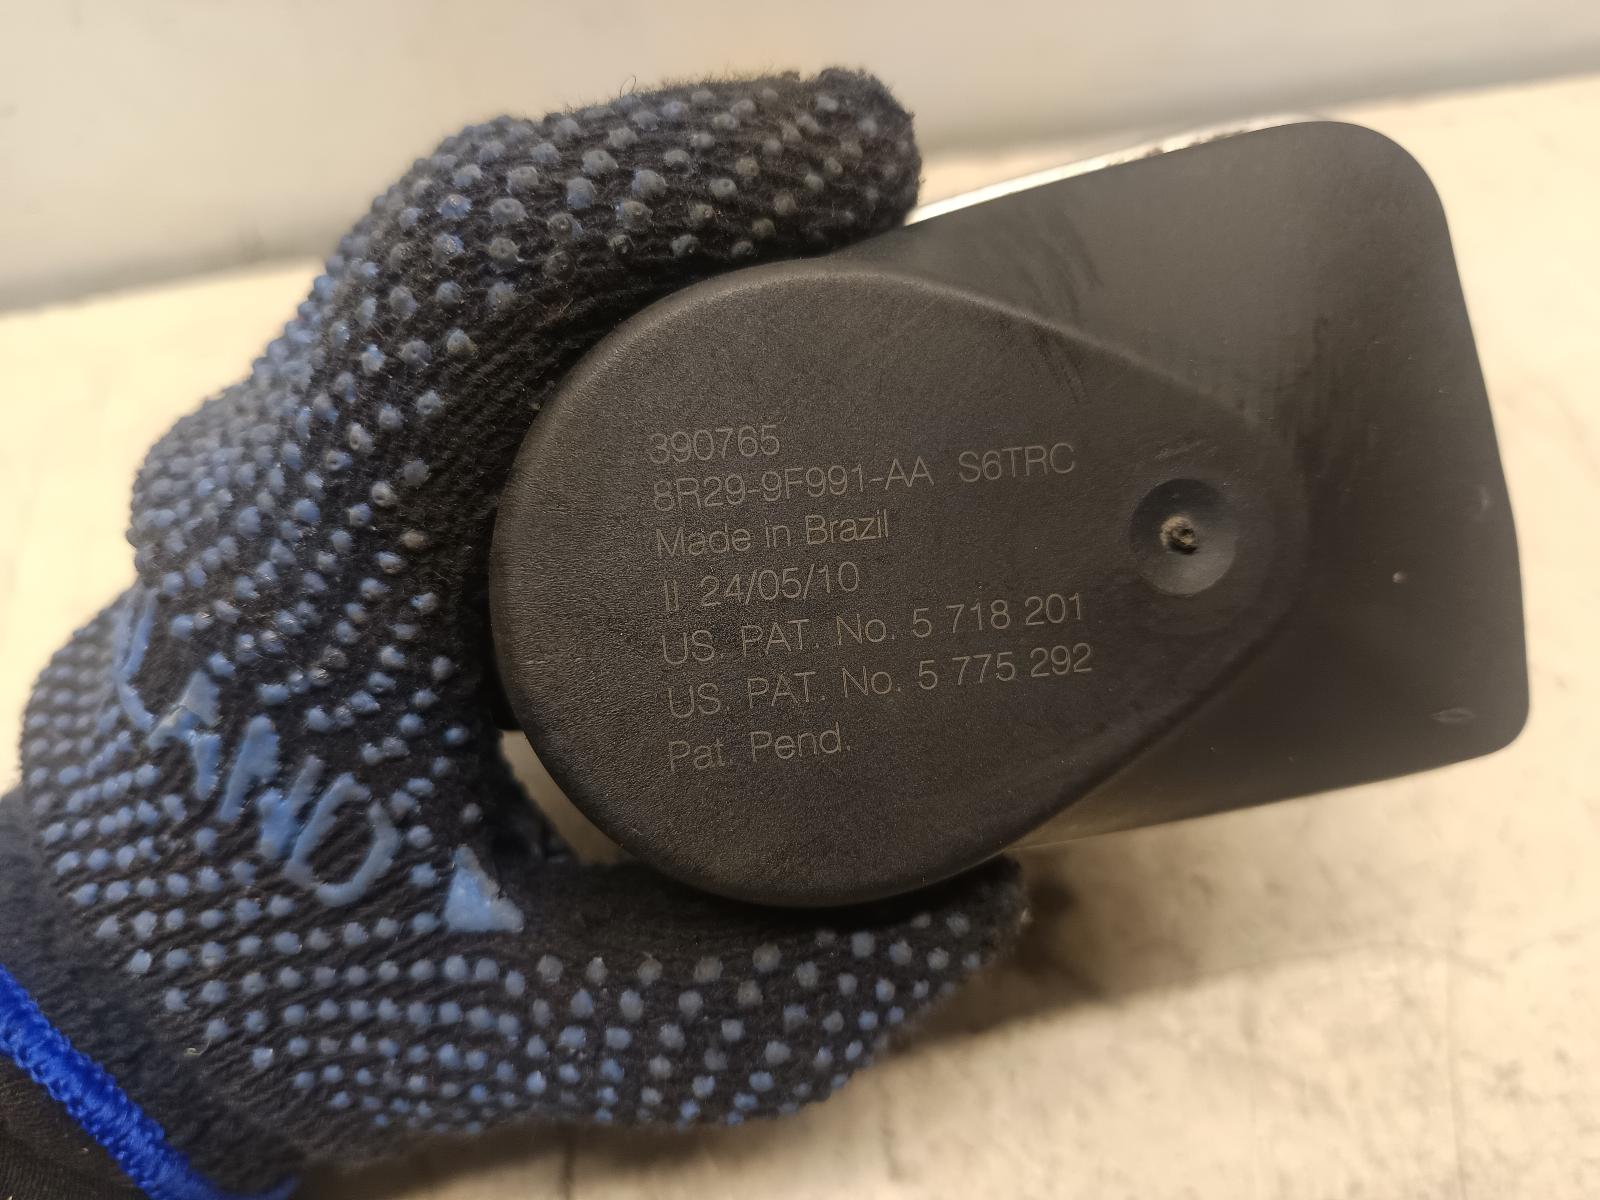 390765
8R29-9F991-AA S6TRC
Made in Brazil
II 24/05/10
US. PAT. No. 5 718 201
US. PAT. No. 5 775 292
Pat. Pend.